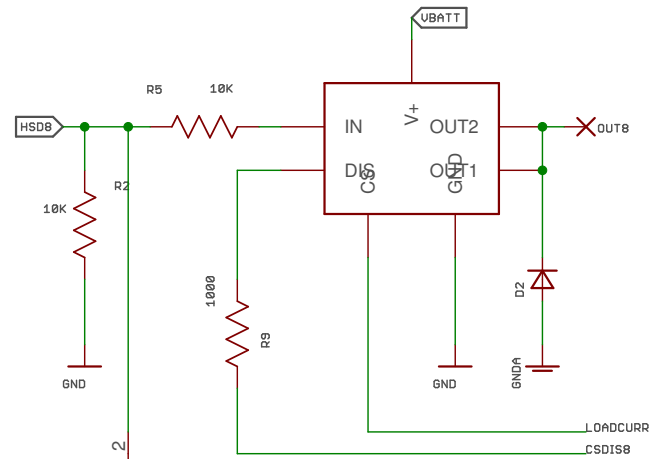 VBATT
R5 10K
HSD8
IN
V+
OUT2
OUT8
DIS
CS
GND
OUT1
R2
10K
1000
R9
D2
GND
GND
GNDA
LOADCURR
2
CSDIS8